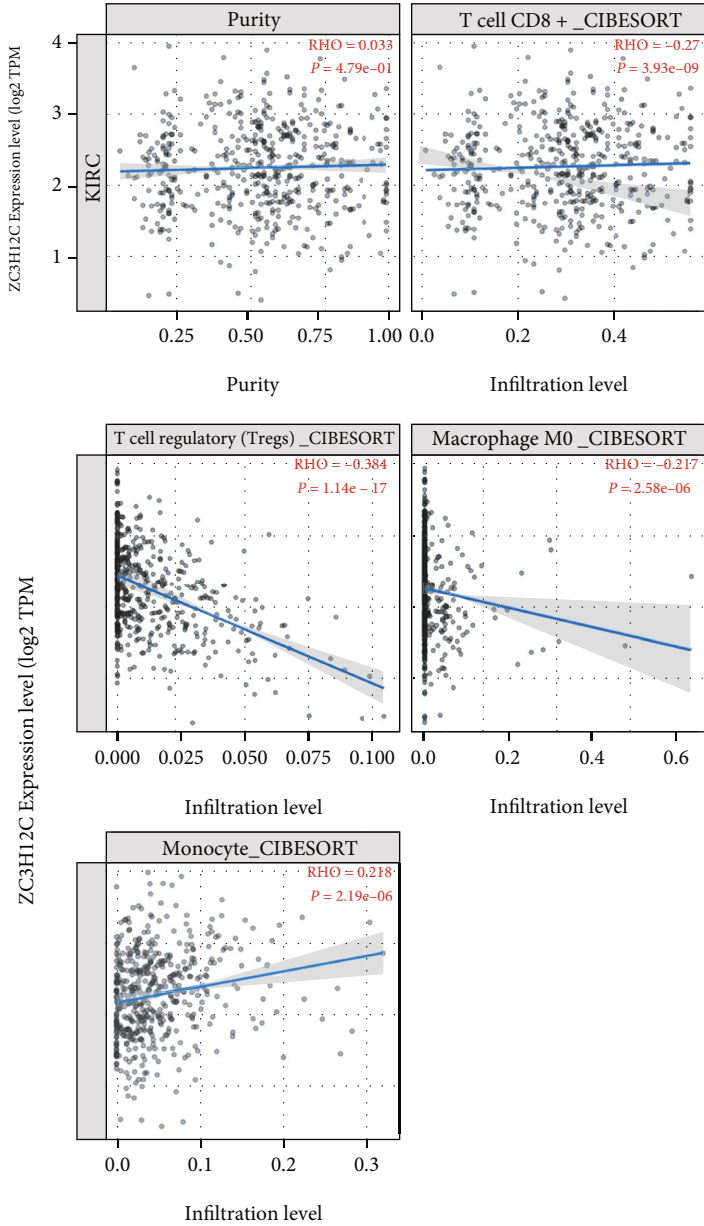 Purity
T cell CD8 + _CIBESORT
ZC3H12C Expression level (log2 TPM
KIRC
4
3
2
1
RHO = 0.033
P = 4.79e–01
RHO = –0.27
P = 3.93e–09
0.25 0.50 0.75 1.00
0.0 0.2 0.4
Purity
Infiltration level
T cell regulatory (Tregs) _CIBESORT
Macrophage M0 _CIBESORT
RHO = –0.384
P = 1.14e – 17
RHO = –0.217
P = 2.58e–06
ZC3H12C Expression level (log2 TPM
0.000 0.025 0.050 0.075 0.100
0.0 0.2 0.4 0.6
Infiltration level
Infiltration level
Monocyte_CIBESORT
RHO = 0.218
P = 2.19e–06
0.0 0.1 0.2 0.3
Infiltration level